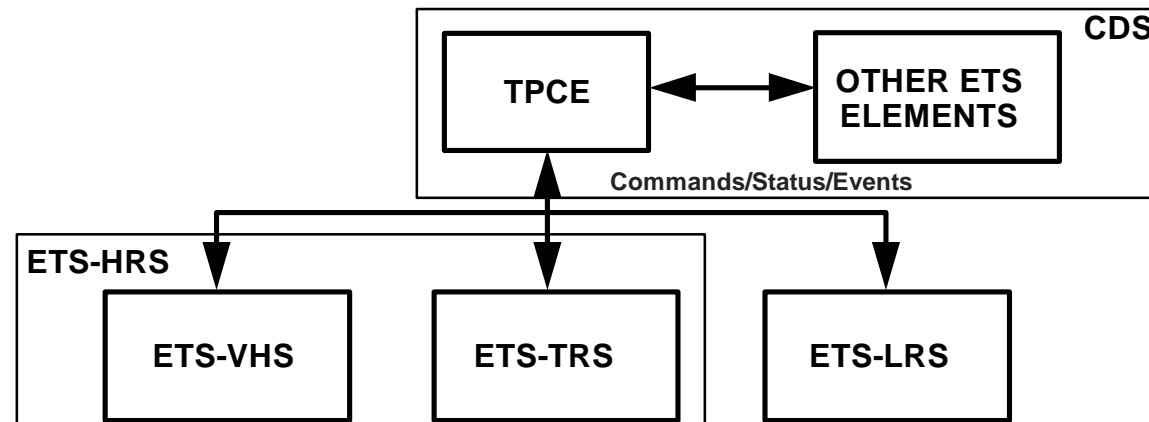 CDS
TPCE
OTHER ETS
ELEMENTS
Commands/Status/Events
ETS-HRS
ETS-VHS
ETS-TRS
ETS-LRS